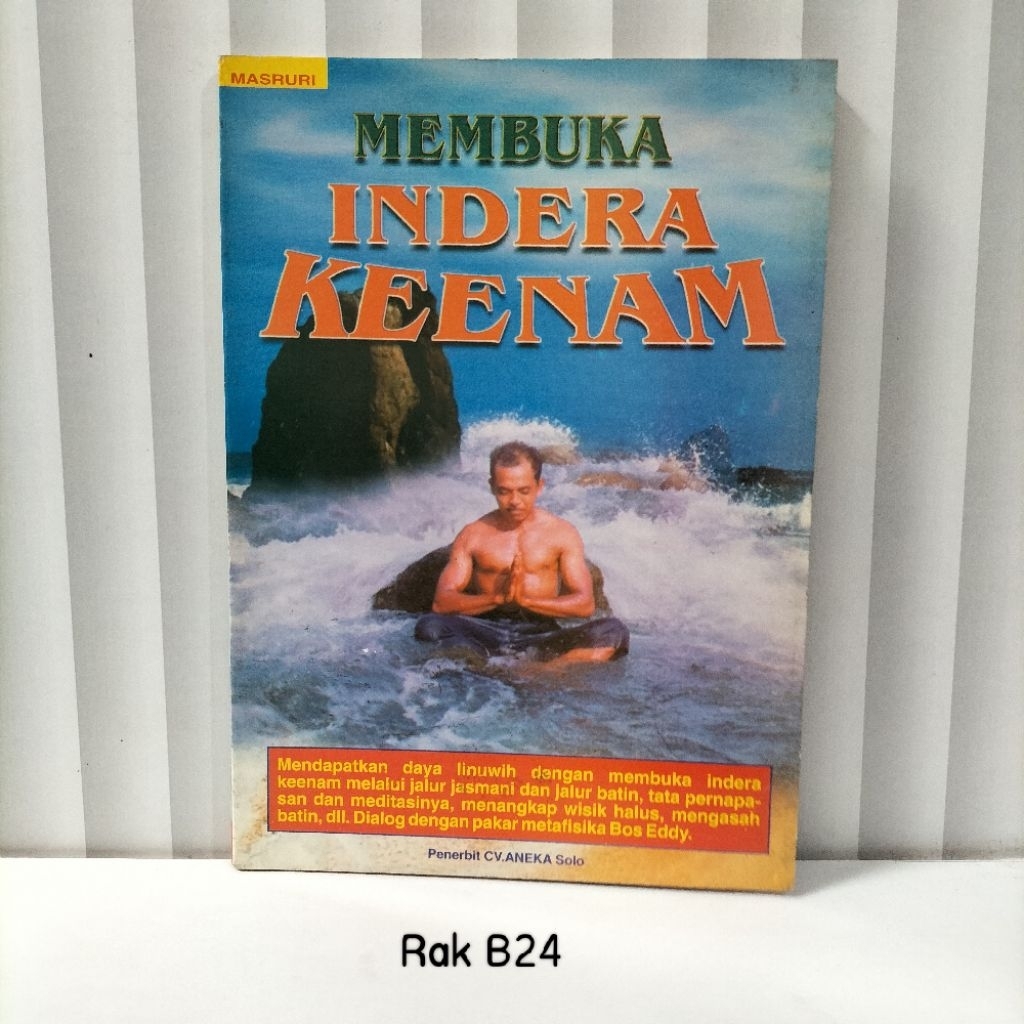 MASRURI
MEMBUKA
INDERA
KEENAM
Mendapatkan daya linuwih dengan membuka indera
keenam melalui jalur jasmani dan jalur batin, tata pernapa-
san dan meditasinya, menangkap wisik halus, mengasah
batin, dll. Dialog dengan pakar metafisika Bos Eddy.
Penerbit CV.ANEKA Solo
Rak B24